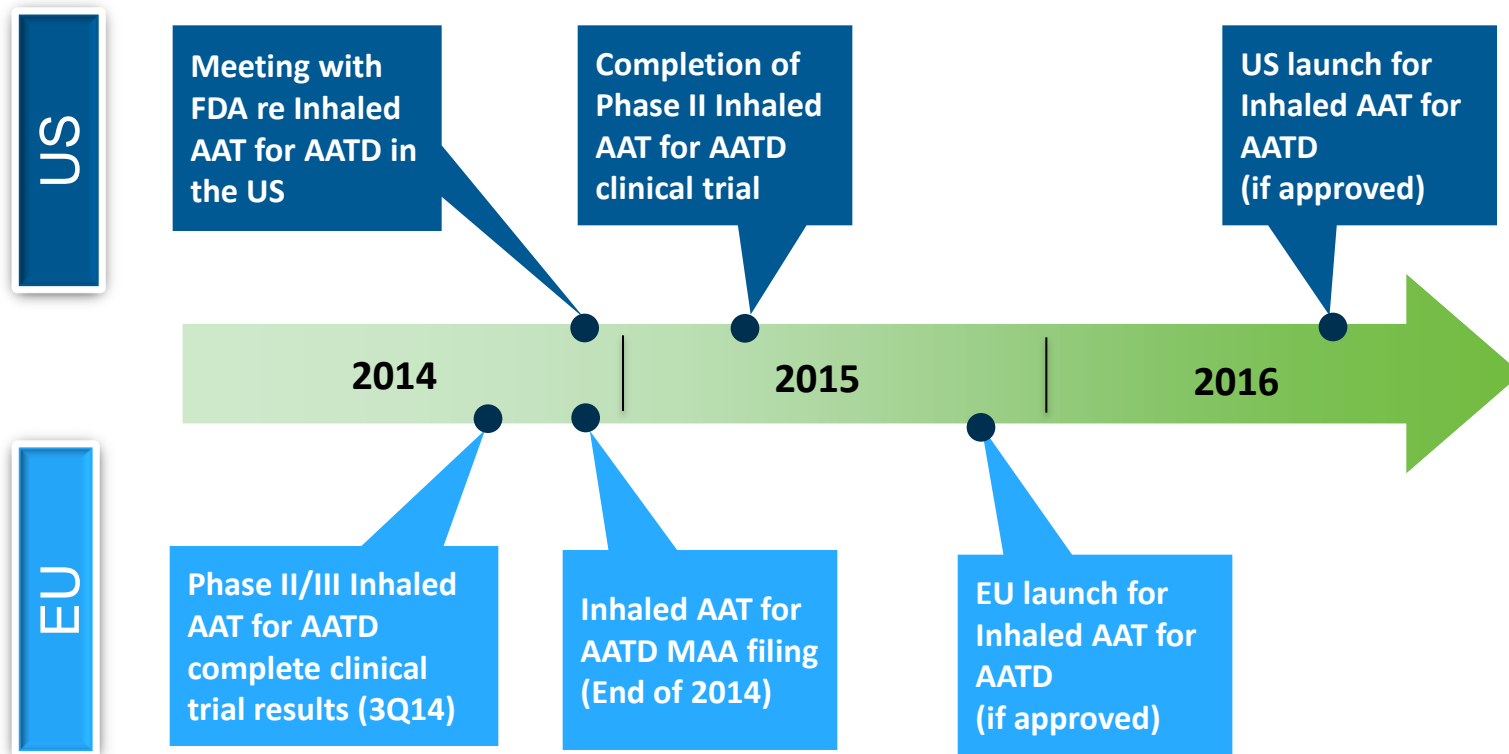 US
Meeting with
FDA re Inhaled
AAT for AATD in
the US
Completion of
Phase II Inhaled
AAT for AATD
clinical trial
US launch for
Inhaled AAT for
AATD
(if approved)
2014
2015
2016
EU
Phase II/III Inhaled
AAT for AATD
complete clinical
trial results (3Q14)
Inhaled AAT for
AATD MAA filing
(End of 2014)
EU launch for
Inhaled AAT for
AATD
(if approved)